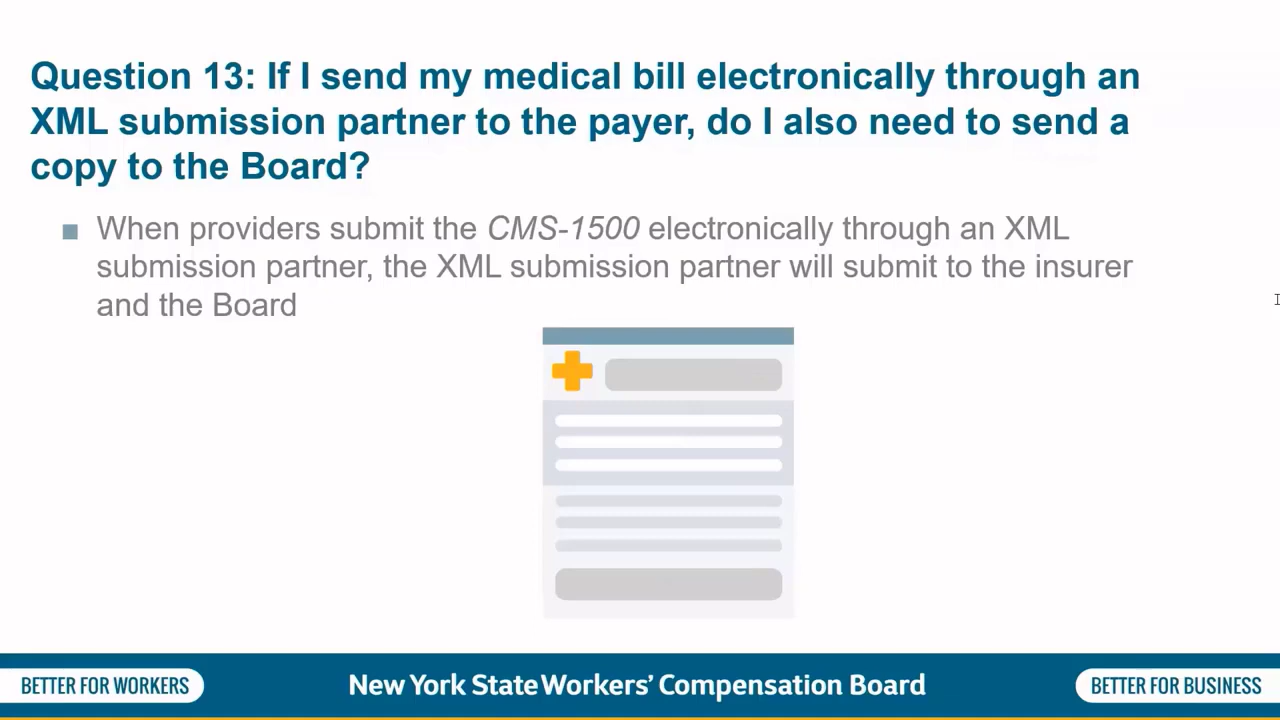 Question 13: If I send my medical bill electronically through an
XML submission partner to the payer, do I also need to send a
copy to the Board?
When providers submit the CMS-1500 electronically through an XML
submission partner, the XML submission partner will submit to the insurer
and the Board
BETTER FOR WORKERS
New York State Workers' Compensation Board
BETTER FOR BUSINESS